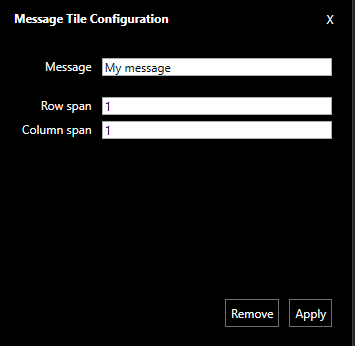 Message Tile Configuration X
Message My message
Row span 1
Column span 1
Remove Apply